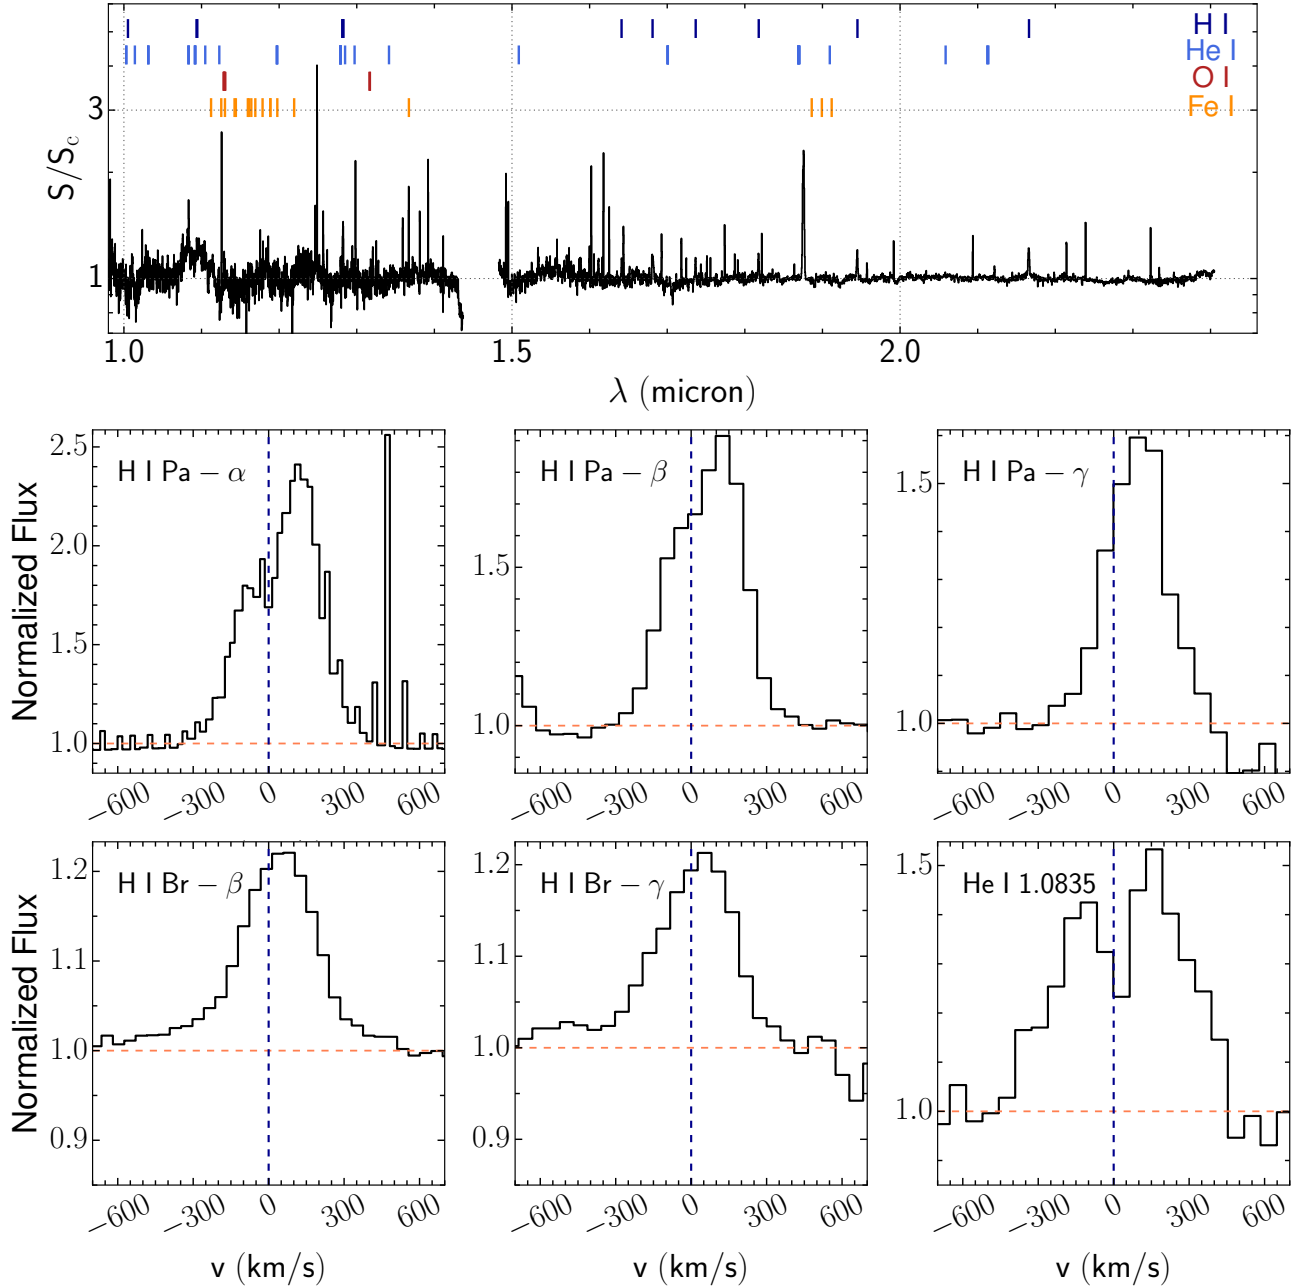 H I
He I
O I
Fe I
3
1
S/S_c
1.0 1.5 2.0
λ (micron)
2.5
2.0
1.5
1.0
Normalized Flux
H I Pa − α
−600 −300 0 300 600
1.5
1.0
H I Pa − β
−600 −300 0 300 600
1.5
1.0
H I Pa − γ
−600 −300 0 300 600
1.2
1.1
1.0
0.9
Normalized Flux
H I Br − β
−600 −300 0 300 600
v (km/s)
1.2
1.1
1.0
0.9
H I Br − γ
−600 −300 0 300 600
v (km/s)
1.5
1.0
He I 1.0835
−600 −300 0 300 600
v (km/s)